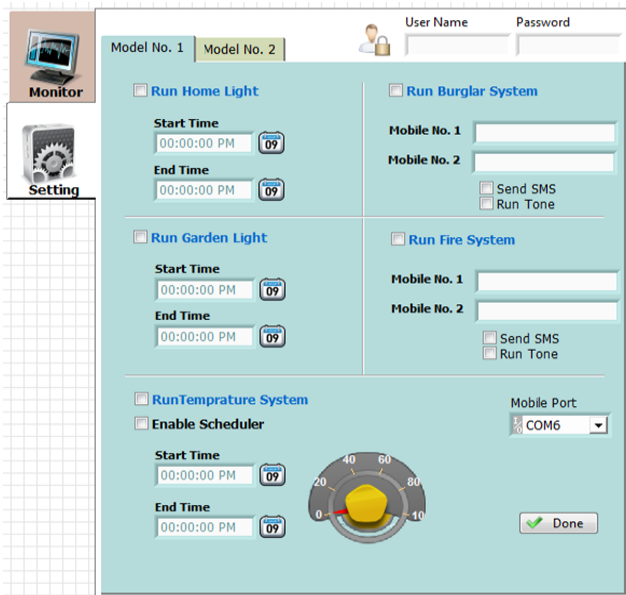 User Name Password
Model No. 1 Model No. 2
Monitor
Setting
Run Home Light
Start Time
00:00:00 PM
09
End Time
00:00:00 PM
09
Run Burglar System
Mobile No. 1
Mobile No. 2
Send SMS
Run Tone
Run Garden Light
Start Time
00:00:00 PM
09
End Time
00:00:00 PM
09
Run Fire System
Mobile No. 1
Mobile No. 2
Send SMS
Run Tone
RunTemprature System
Enable Scheduler
Start Time
00:00:00 PM
09
End Time
00:00:00 PM
09
0 20 40 60 80 10
Mobile Port
COM6
Done